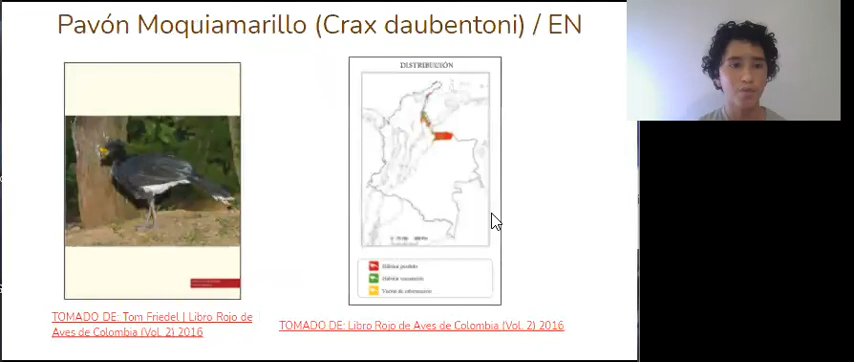 Pavón Moquiamarillo (Crax daubentoni) / EN
DISTRIBUCIÓN
Hábitat perdido
Hábitat remanente
Vacíos de información
TOMADO DE: Tom Friedel | Libro Rojo de
Aves de Colombia (Vol. 2) 2016
TOMADO DE: Libro Rojo de Aves de Colombia (Vol. 2) 2016